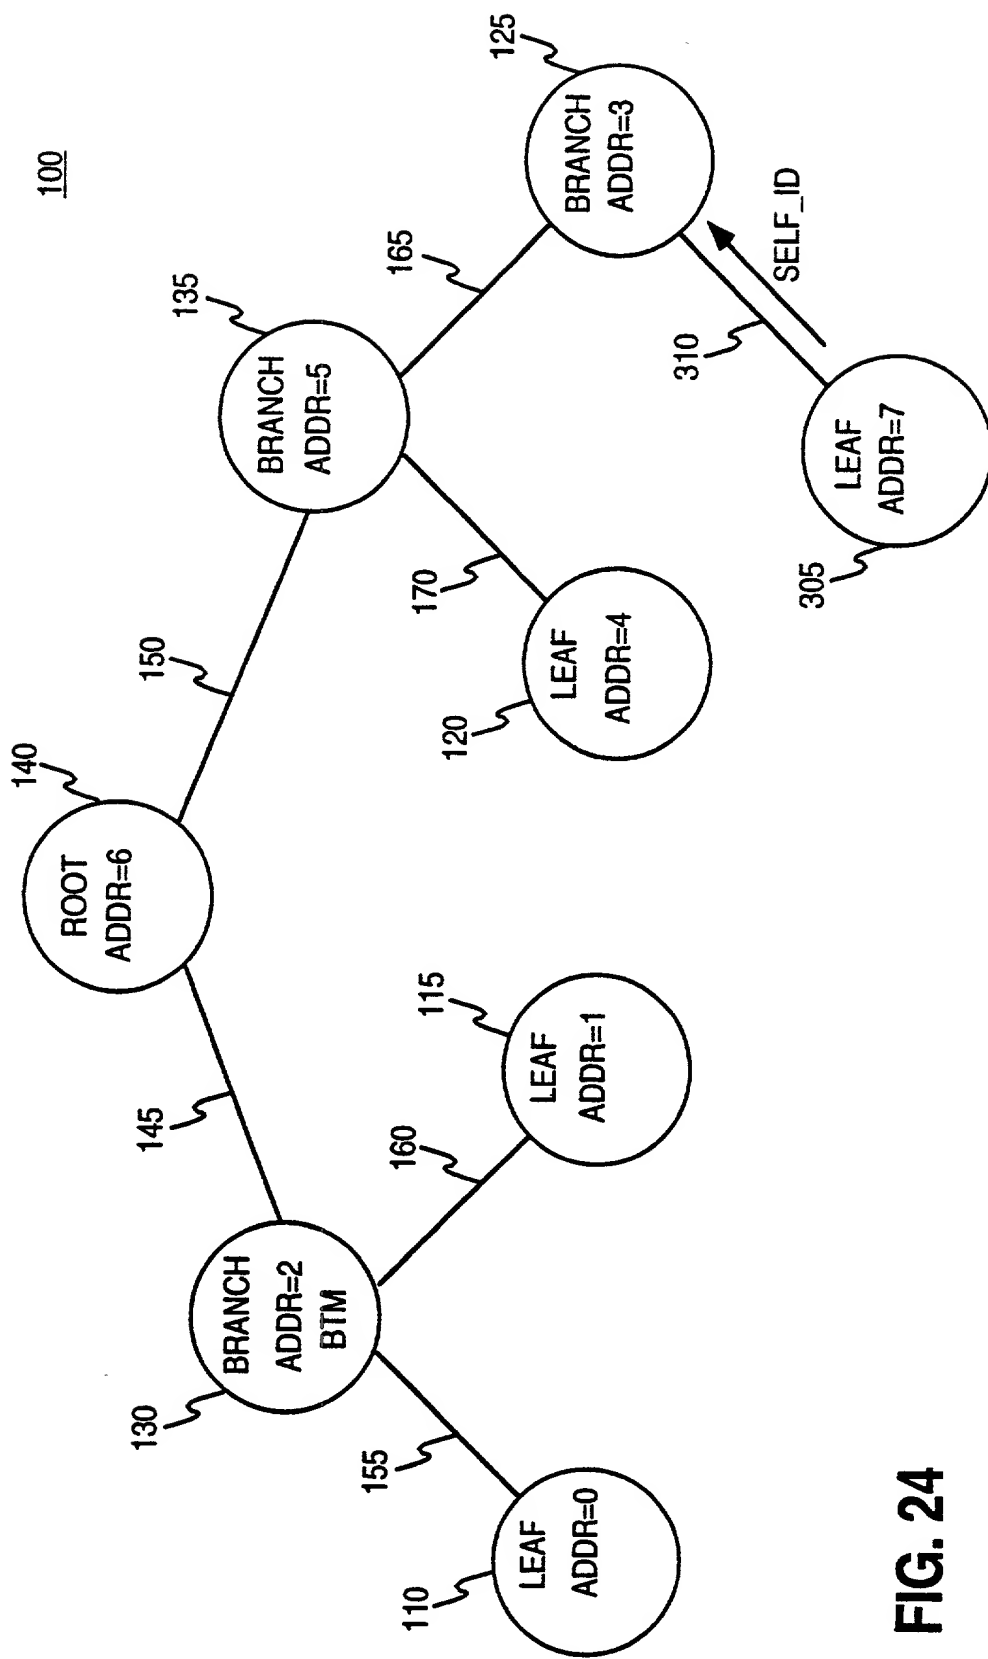 100
140
ROOT
ADDR=6
145
150
130
BRANCH
ADDR=2
BTM
135
BRANCH
ADDR=5
155
160
170
165
110
LEAF
ADDR=0
115
LEAF
ADDR=1
120
LEAF
ADDR=4
125
BRANCH
ADDR=3
310
SELF_ID
305
LEAF
ADDR=7
FIG. 24